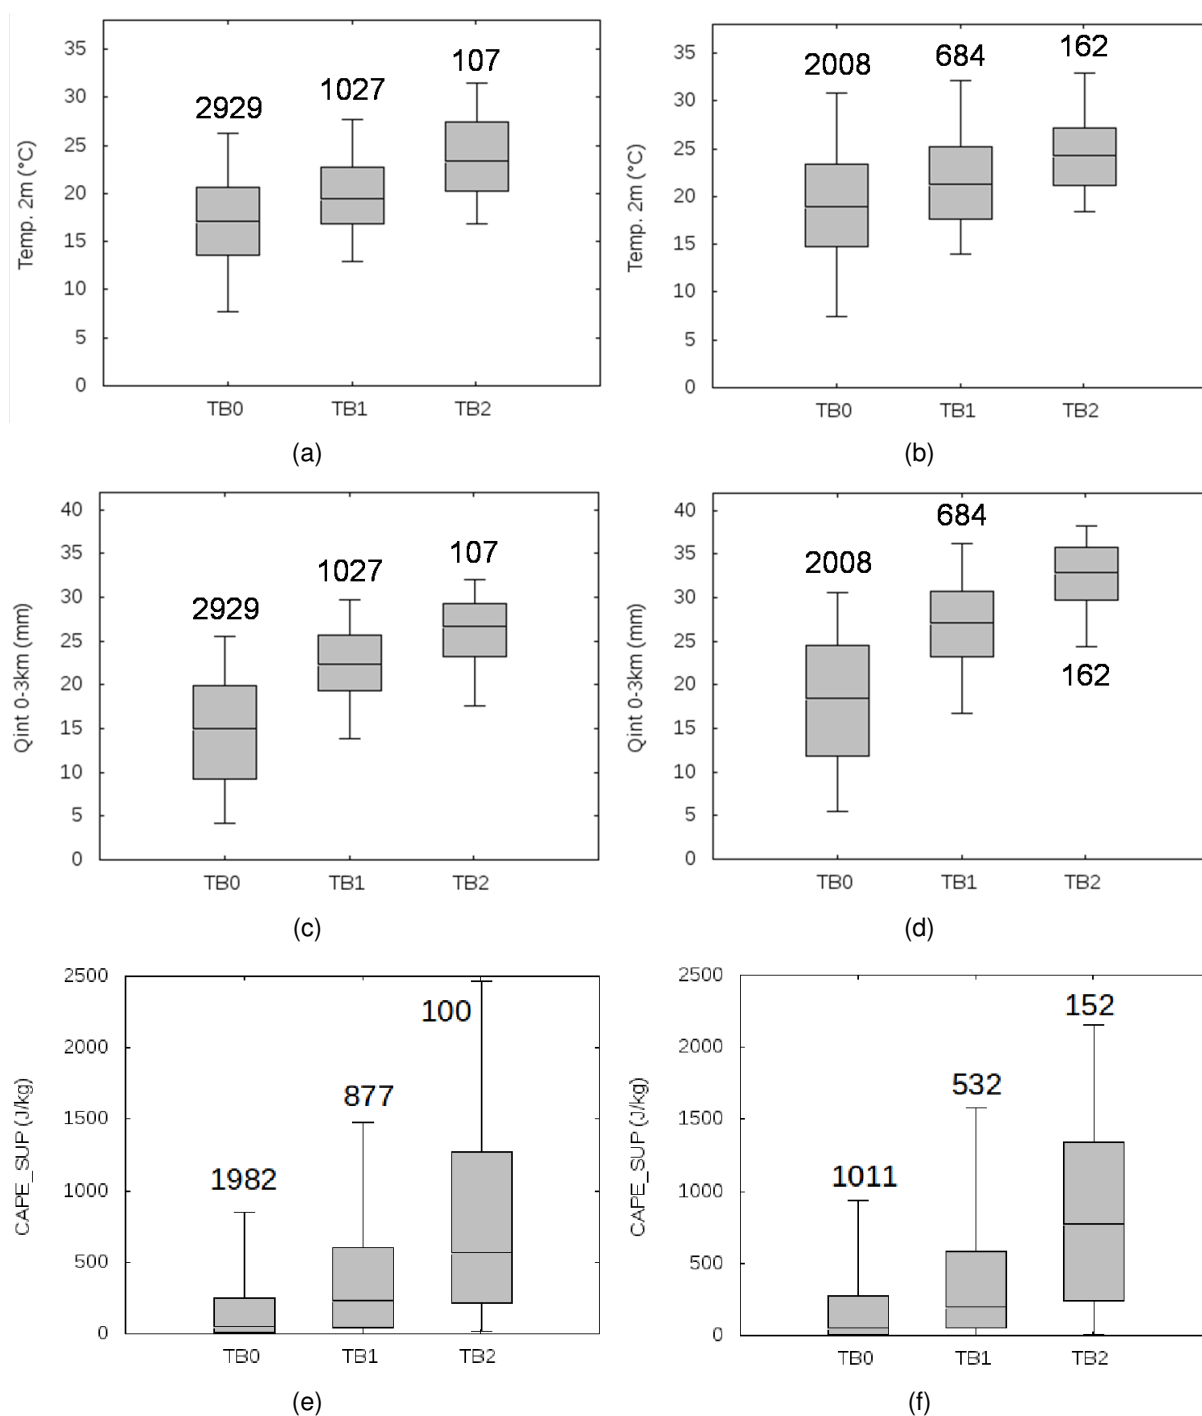 35
30
25
20
15
10
5
0
Temp. 2m (°C)
2929
1027
107
TB0
TB1
TB2
(a)
35
30
25
20
15
10
5
0
Temp. 2m (°C)
2008
684
162
TB0
TB1
TB2
(b)
40
35
30
25
20
15
10
5
0
Qint 0-3km (mm)
2929
1027
107
TB0
TB1
TB2
(c)
40
35
30
25
20
15
10
5
0
Qint 0-3km (mm)
2008
684
162
TB0
TB1
TB2
(d)
2500
2000
1500
1000
500
0
CAPE_SUP (J/kg)
1982
877
100
TB0
TB1
TB2
(e)
2500
2000
1500
1000
500
0
CAPE_SUP (J/kg)
1011
532
152
TB0
TB1
TB2
(f)